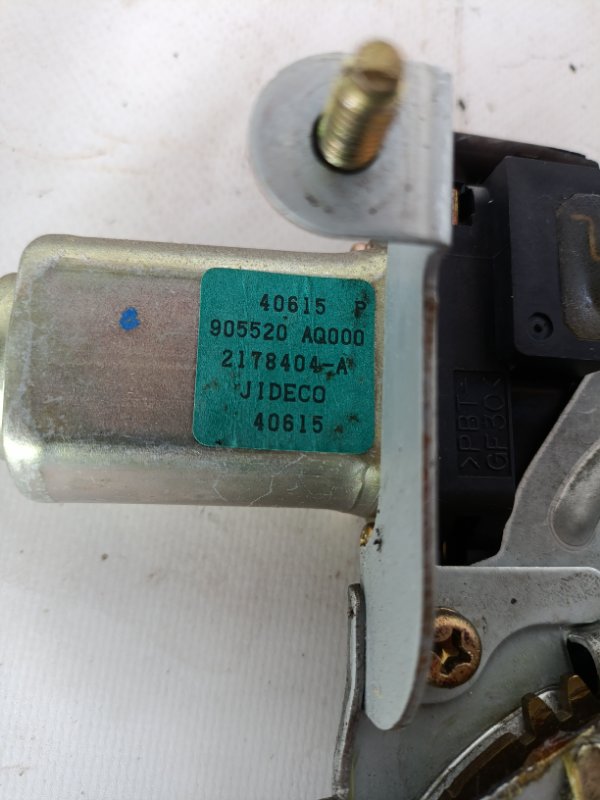 40615 P
905520 AQ000
2178404-A
JIDECO
40615
>PBT-
GF30<